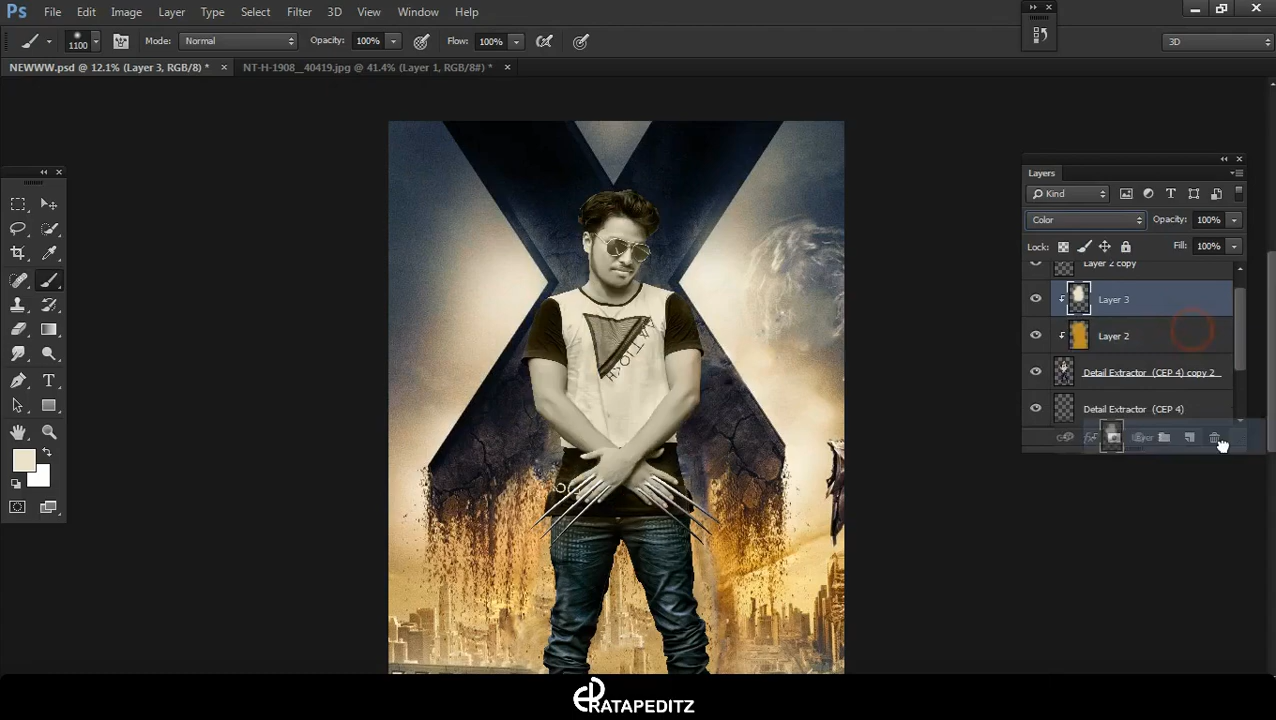 Ps File Edit Image Layer Type Select Filter 3D View Window Help
1100 Mode: Normal Opacity: 100% Flow: 100% 3D
NEWWW.psd @ 12.1% (Layer 3, RGB/8) * × NT-H-1908__40419.jpg @ 41.4% (Layer 1, RGB/8#) * ×
Layers
Kind
Color Opacity: 100%
Lock: Fill: 100%
Layer 2 copy
Layer 3
Layer 2
Detail Extractor (CEP 4) copy 2
Detail Extractor (CEP 4)
RATAPEDITZ